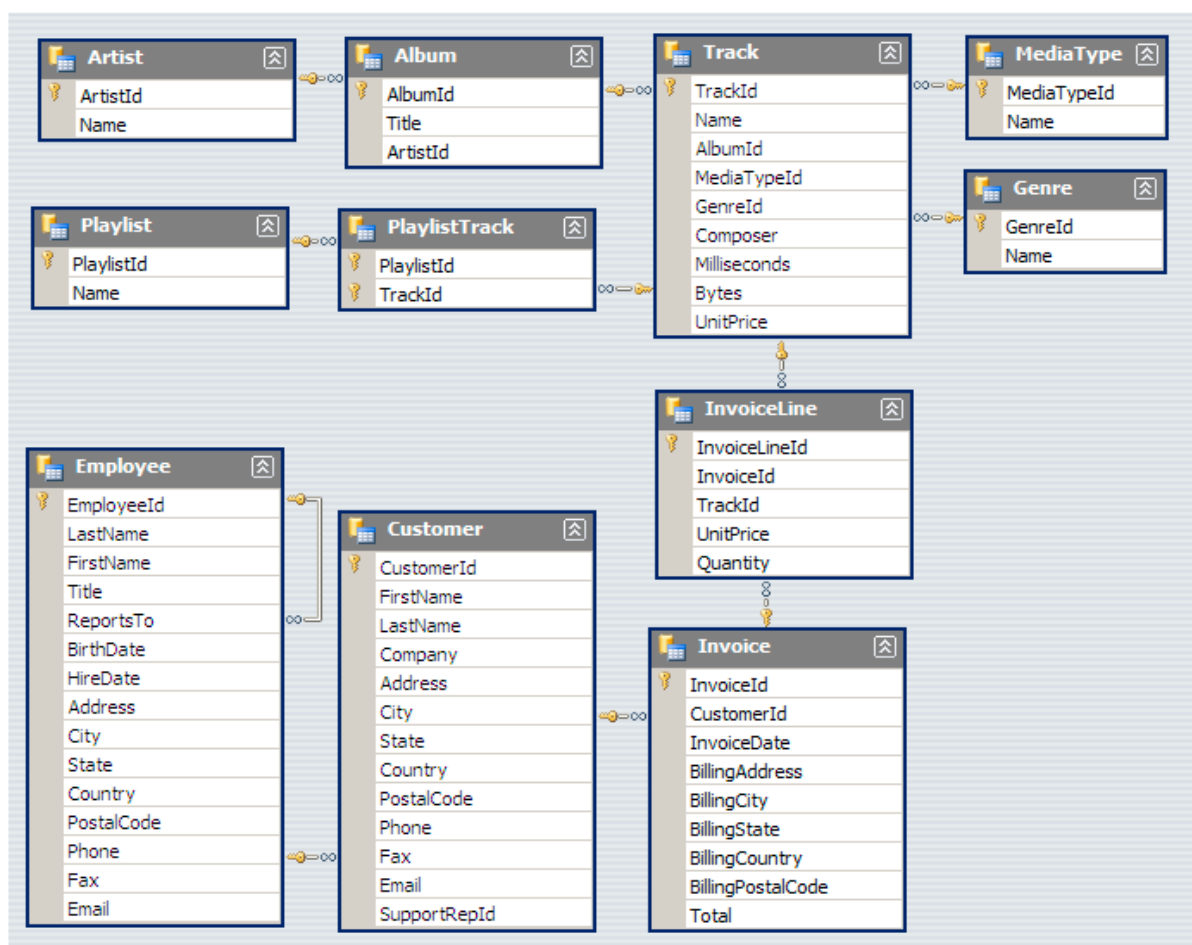 Artist
ArtistId
Name
Album
AlbumId
Title
ArtistId
Track
TrackId
Name
AlbumId
MediaTypeId
GenreId
Composer
Milliseconds
Bytes
UnitPrice
MediaType
MediaTypeId
Name
Genre
GenreId
Name
Playlist
PlaylistId
Name
PlaylistTrack
PlaylistId
TrackId
InvoiceLine
InvoiceLineId
InvoiceId
TrackId
UnitPrice
Quantity
Employee
EmployeeId
LastName
FirstName
Title
ReportsTo
BirthDate
HireDate
Address
City
State
Country
PostalCode
Phone
Fax
Email
Customer
CustomerId
FirstName
LastName
Company
Address
City
State
Country
PostalCode
Phone
Fax
Email
SupportRepId
Invoice
InvoiceId
CustomerId
InvoiceDate
BillingAddress
BillingCity
BillingState
BillingCountry
BillingPostalCode
Total